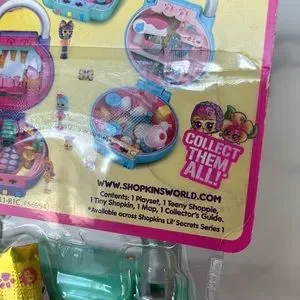 COLLECT
THEM
ALL!
WWW.SHOPKINSWORLD.COM
Contents: 1 Playset, 1 Teeny Shoppie,
1 Tiny Shopkin, 1 Map, 1 Collector's Guide.
*Available across Shopkins Lil' Secrets Series 1